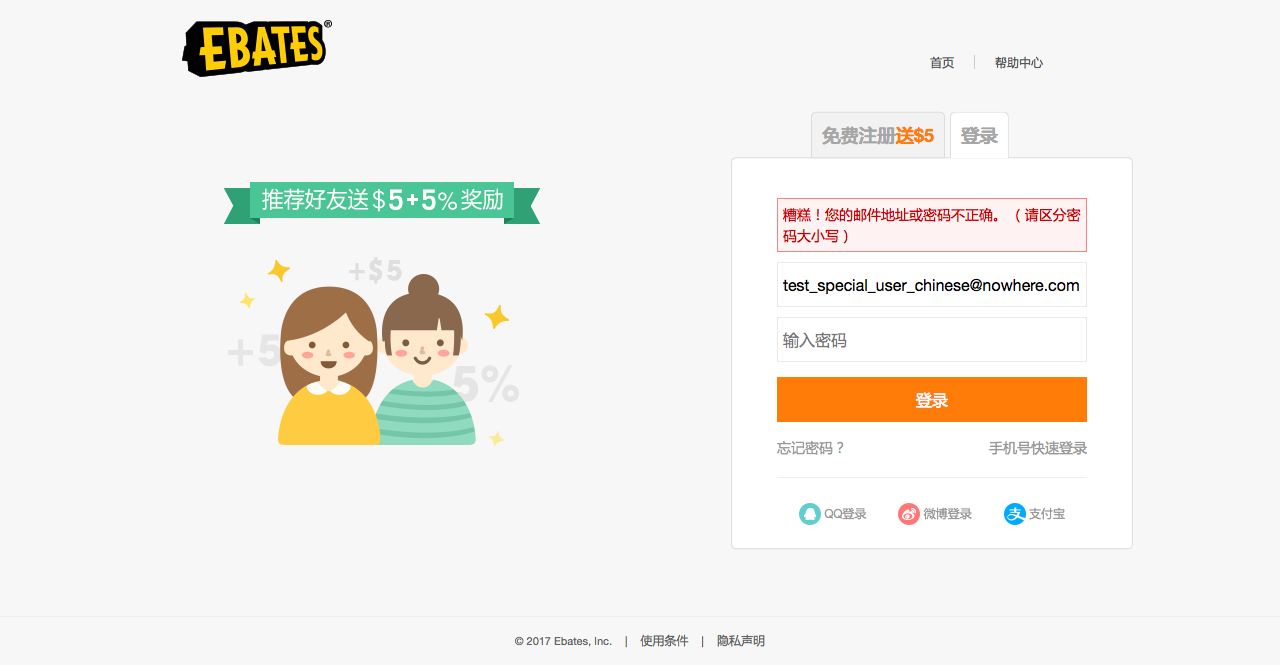 EBATES®
首页
帮助中心
免费注册送$5
登录
推荐好友送$5+5%奖励
糟糕！您的邮件地址或密码不正确。（请区分密
码大小写）
+$5
test_special_user_chinese@nowhere.com
+5
输入密码
5%
登录
忘记密码？
手机号快速登录
QQ登录
微博登录
支 支付宝
© 2017 Ebates, Inc. | 使用条件 | 隐私声明